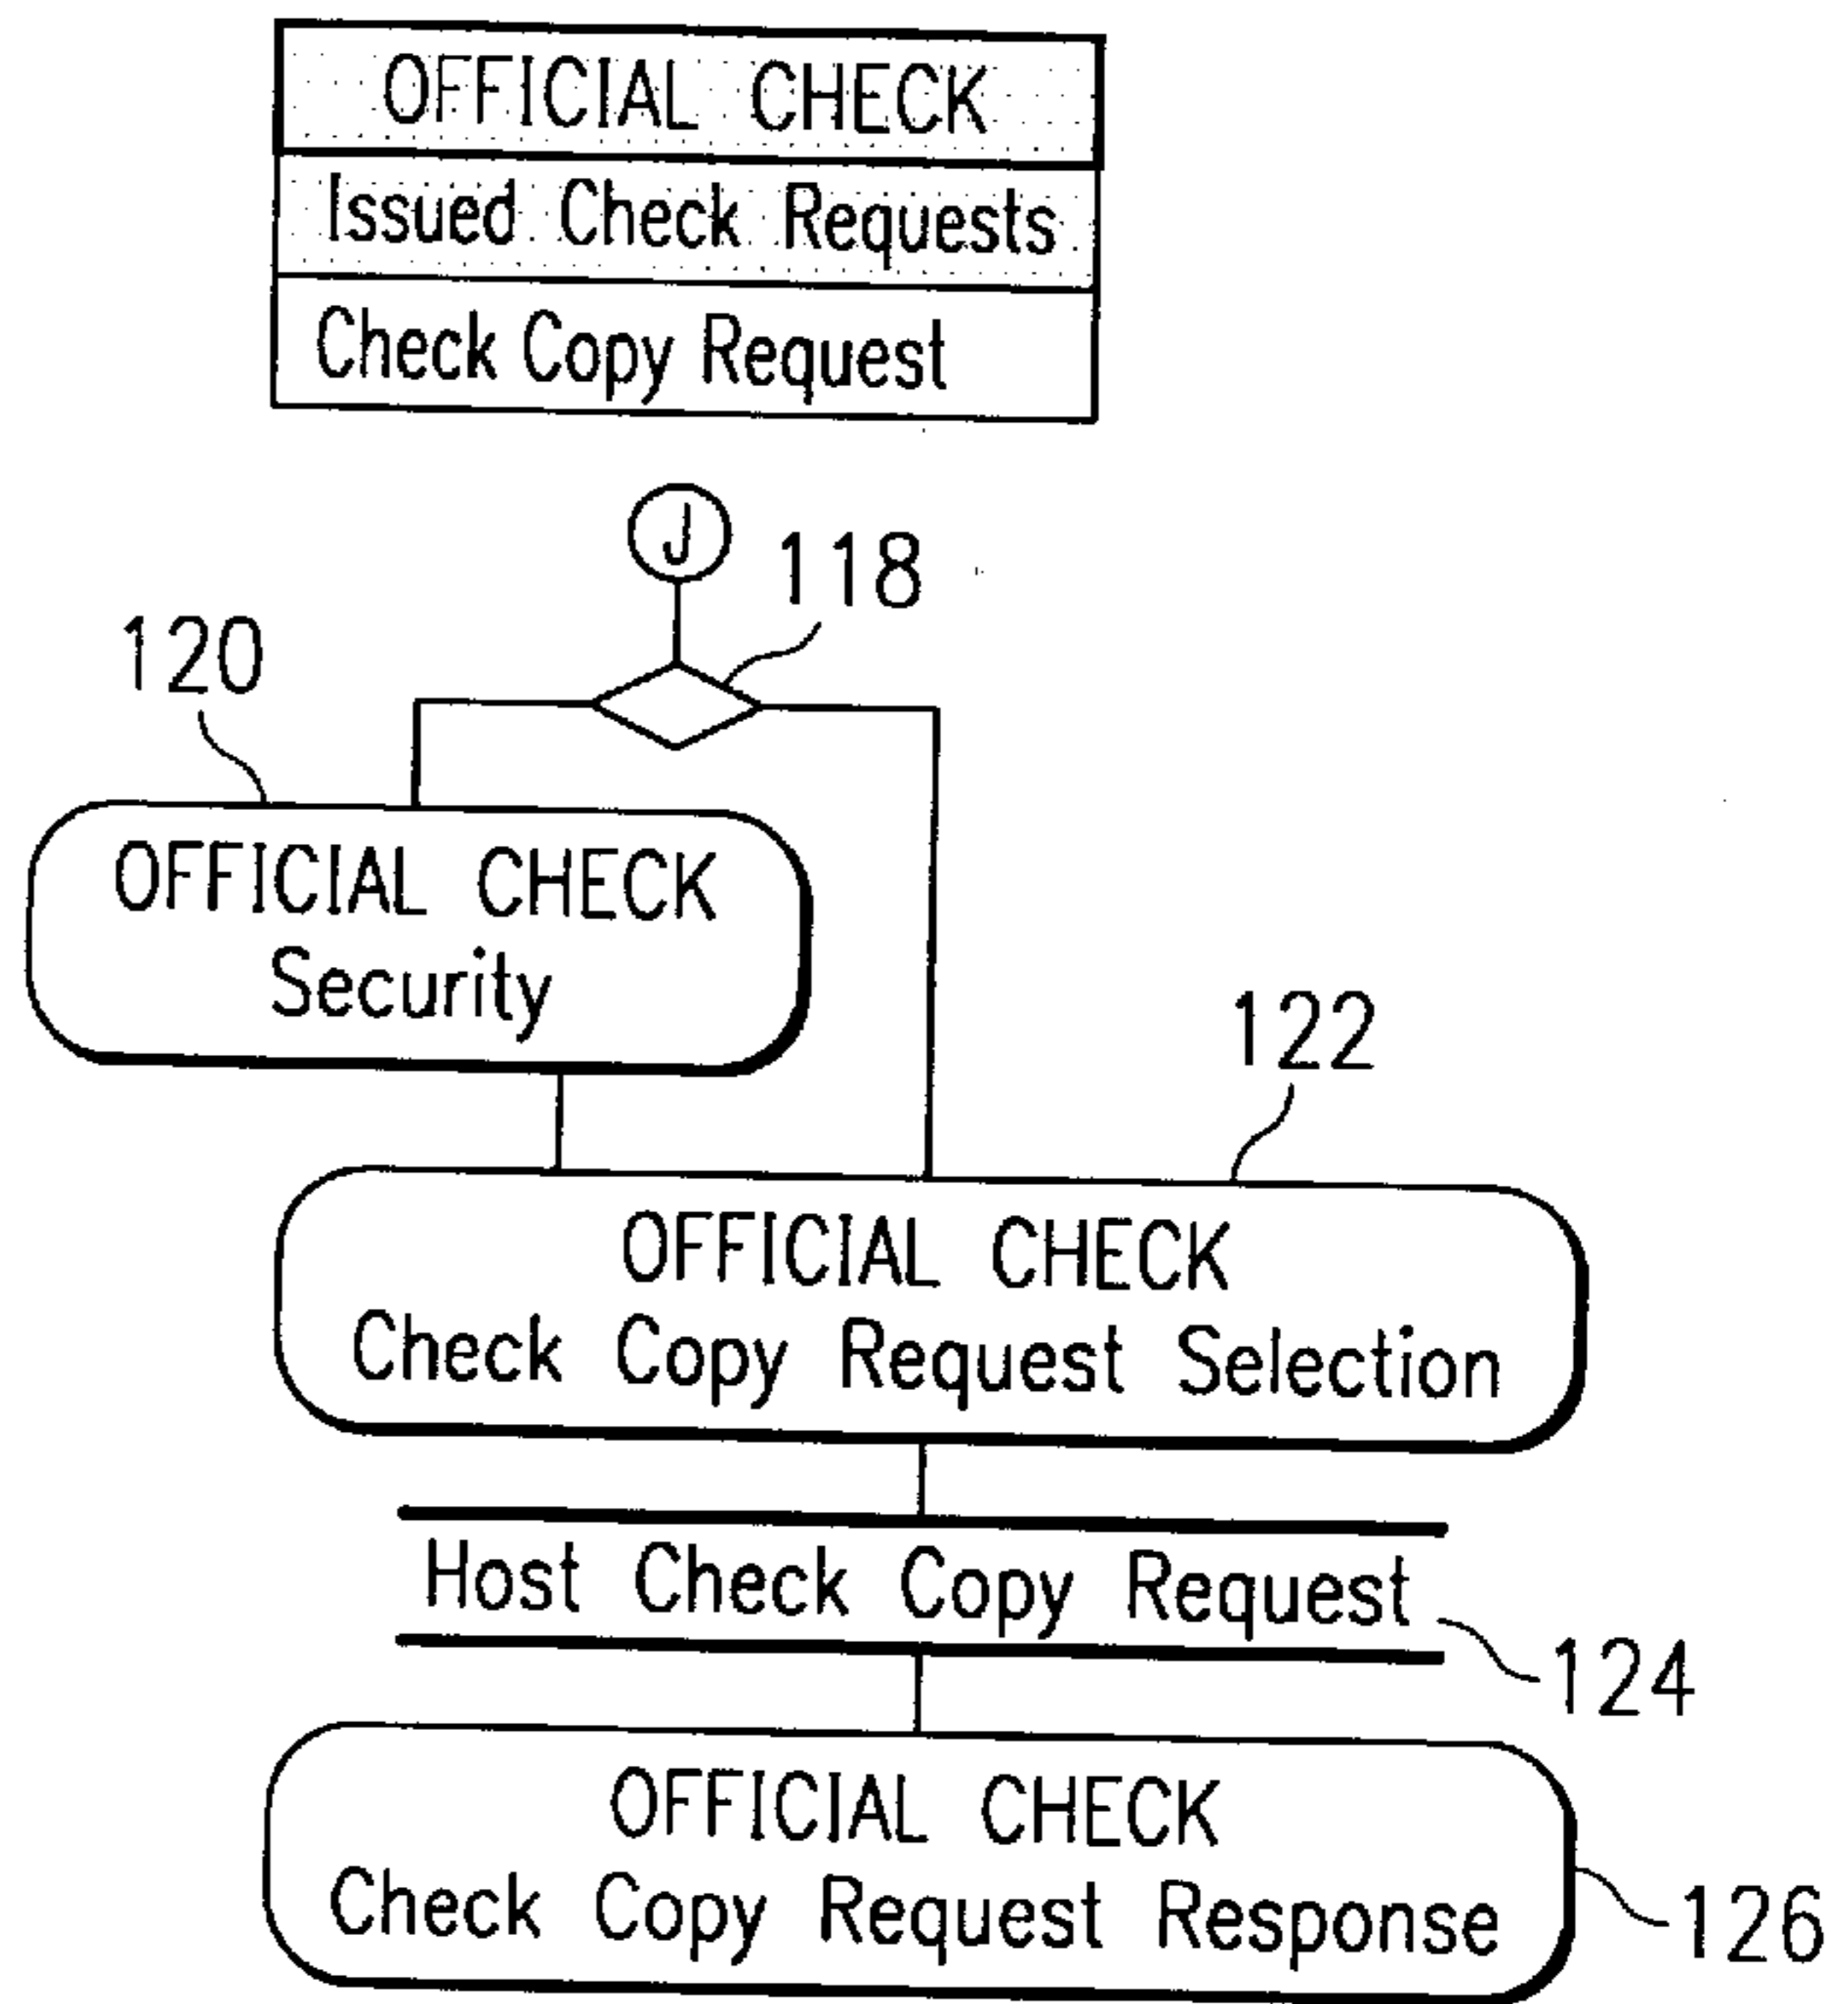 OFFICIAL CHECK
Issued Check Requests
Check Copy Request
J
118
120
OFFICIAL CHECK
Security
122
OFFICIAL CHECK
Check Copy Request Selection
Host Check Copy Request
124
OFFICIAL CHECK
Check Copy Request Response
126